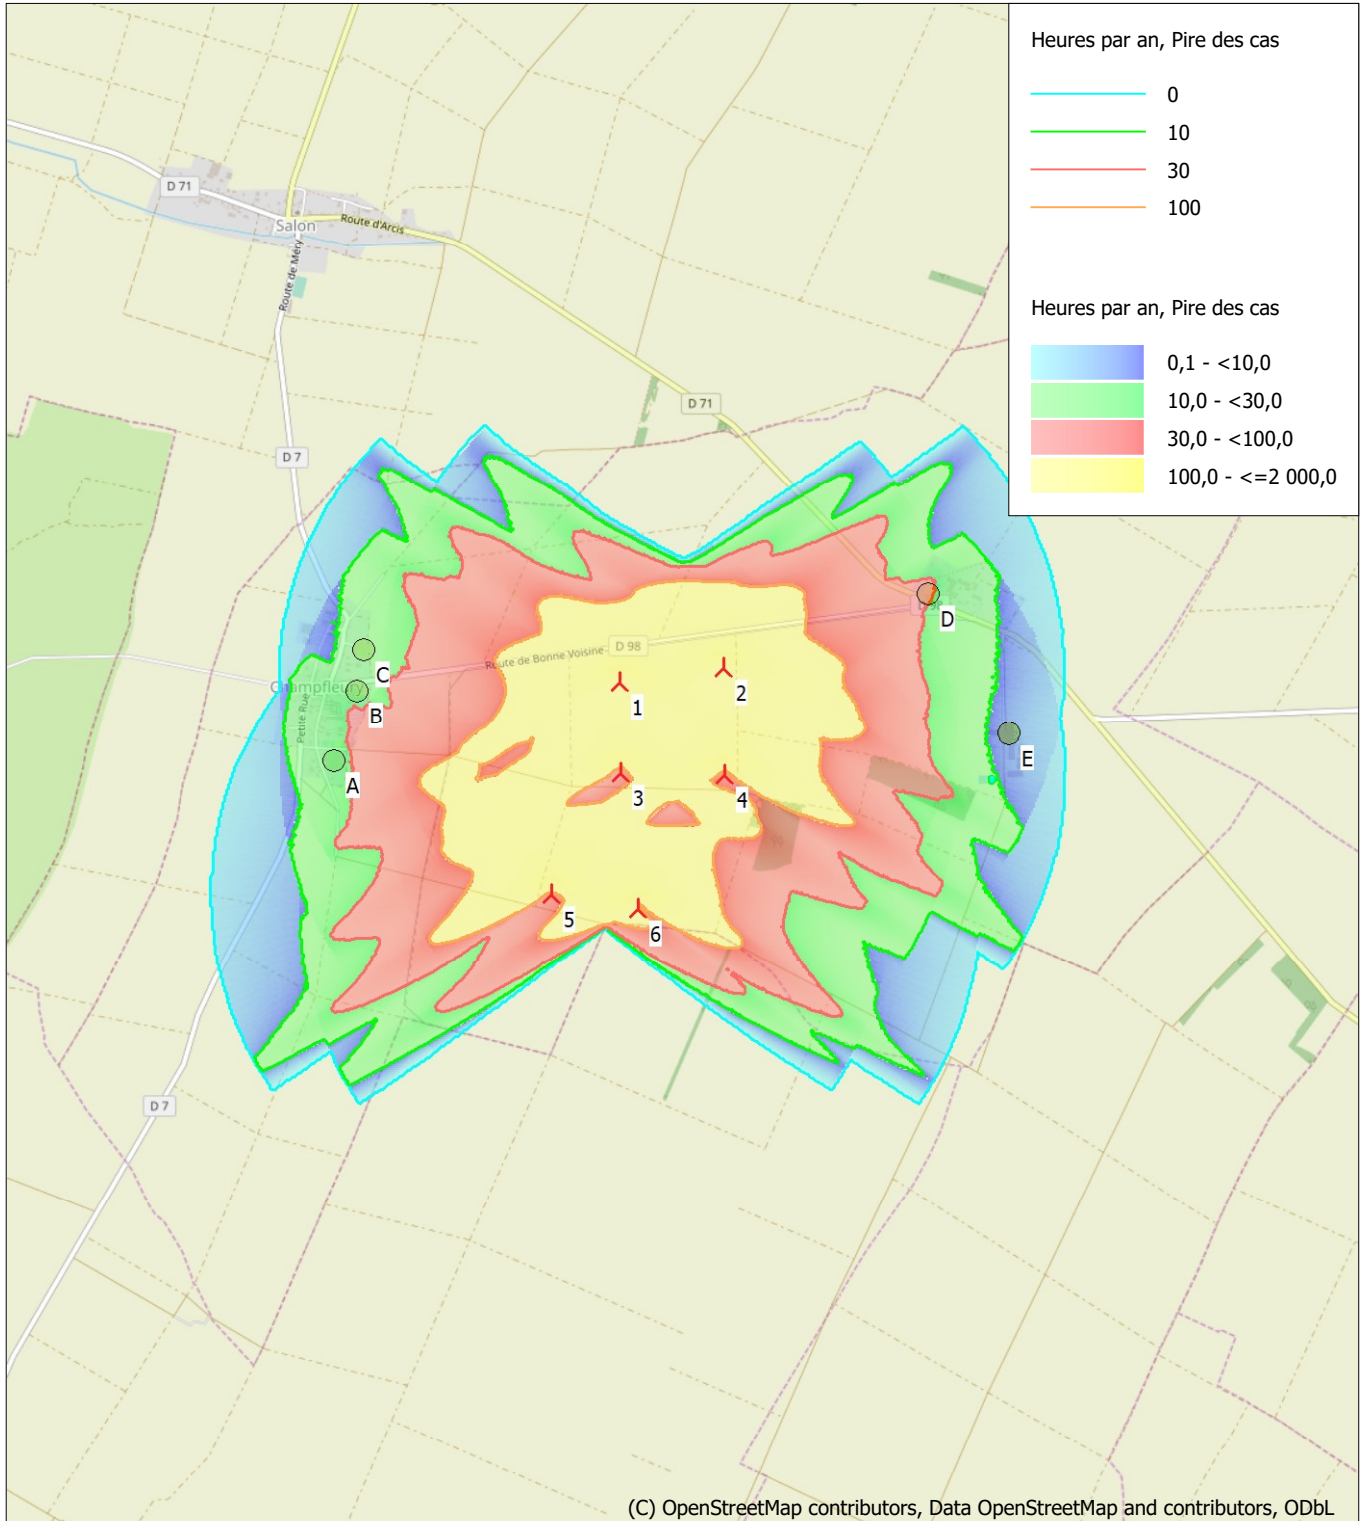 Heures par an, Pire des cas
0
10
30
100
Heures par an, Pire des cas
0,1 - <10,0
10,0 - <30,0
30,0 - <100,0
100,0 - <=2 000,0
D 71
Salon
Route d'Arcis
Route de Méry
D 71
D 7
D 98
Route de Bonne Voisine
Champfleury
Petite Rue
C
B
A
D
E
1
2
3
4
5
6
D 7
(C) OpenStreetMap contributors, Data OpenStreetMap and contributors, ODbL